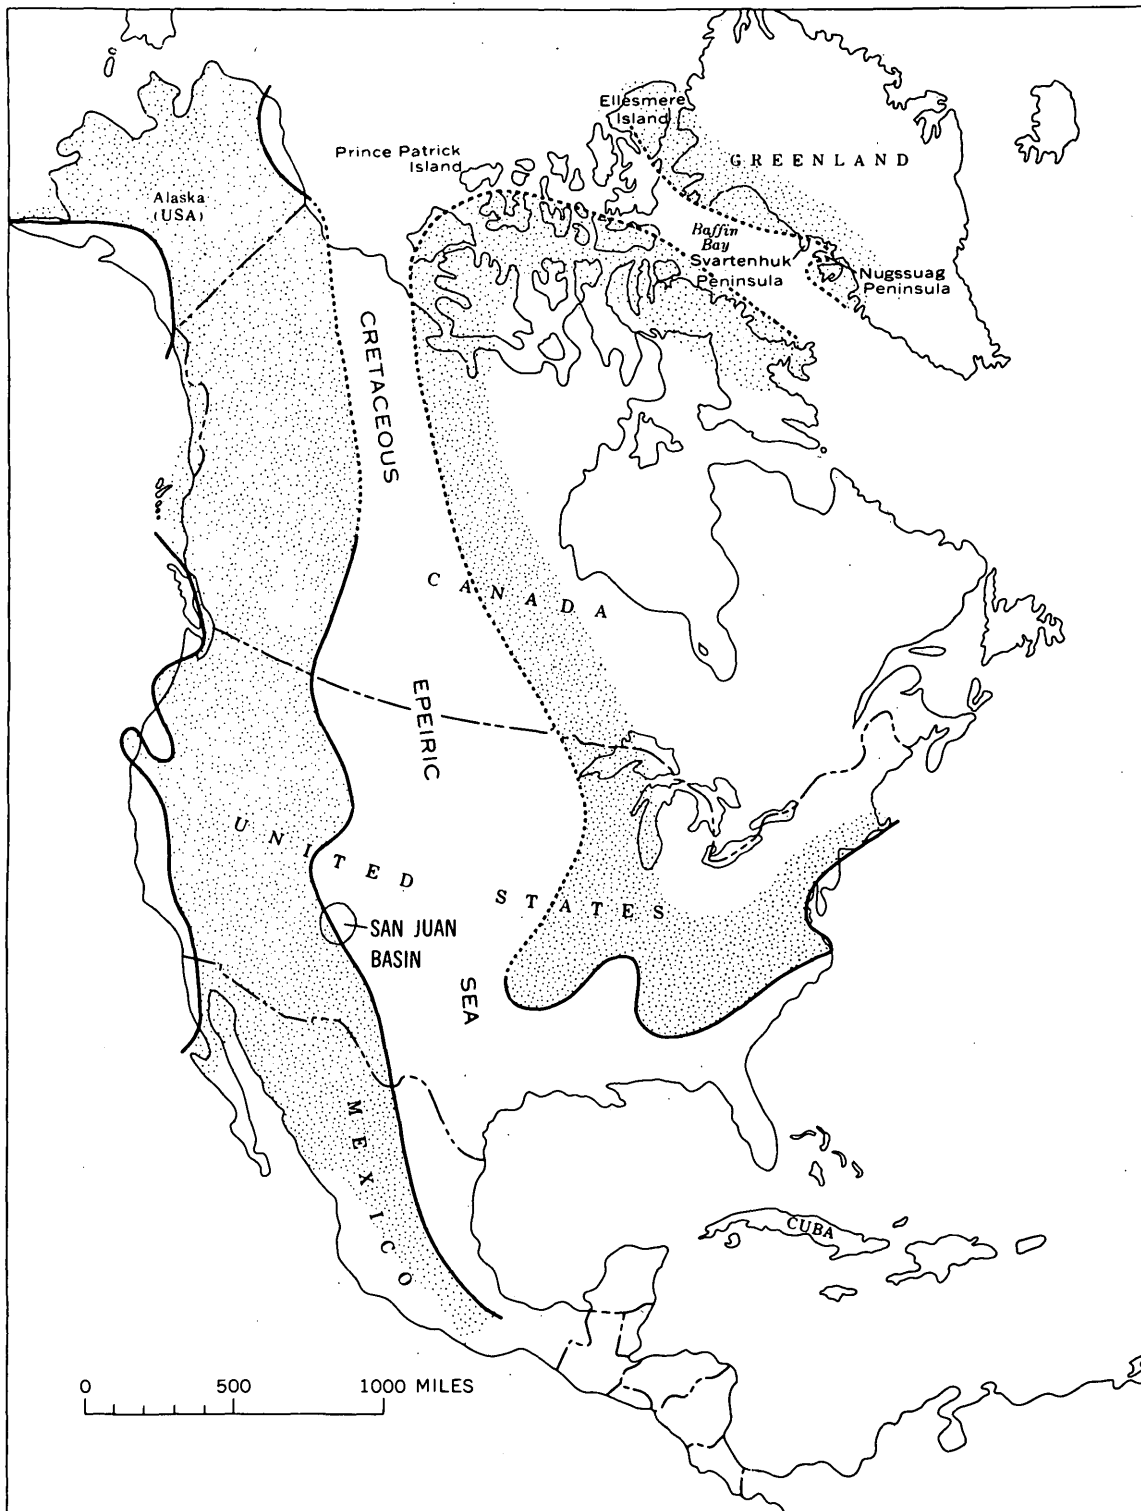 Ellesmere
Island
Prince Patrick
Island
GREENLAND
Alaska
(USA)
Baffin
Bay
Svartenhuk
Peninsula
Nugssuag
Peninsula
CRETACEOUS
CANADA
EPEIRIC
UNITED STATES
SAN JUAN
BASIN
SEA
MEXICO
CUBA
0 500 1000 MILES